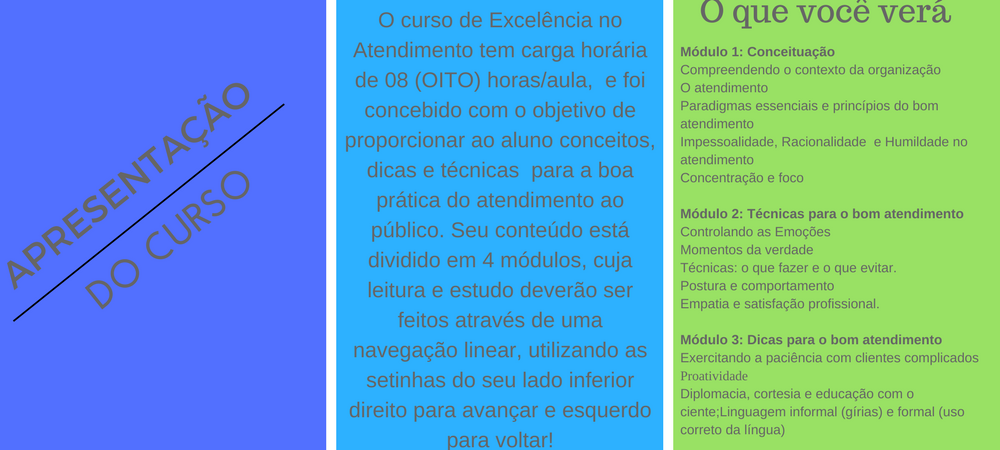 APRESENTAÇÃO
DO CURSO
O curso de Excelência no
Atendimento tem carga horária
de 08 (OITO) horas/aula,  e foi
concebido com o objetivo de
proporcionar ao aluno conceitos,
dicas e técnicas  para a boa
prática do atendimento ao
público. Seu conteúdo está
dividido em 4 módulos, cuja
leitura e estudo deverão ser
feitos através de uma
navegação linear, utilizando as
setinhas do seu lado inferior
direito para avançar e esquerdo
para voltar!
O que você verá
Módulo 1: Conceituação
Compreendendo o contexto da organização
O atendimento
Paradigmas essenciais e princípios do bom
atendimento
Impessoalidade, Racionalidade  e Humildade no
atendimento
Concentração e foco
Módulo 2: Técnicas para o bom atendimento
Controlando as Emoções
Momentos da verdade
Técnicas: o que fazer e o que evitar.
Postura e comportamento
Empatia e satisfação profissional.
Módulo 3: Dicas para o bom atendimento
Exercitando a paciência com clientes complicados
Proatividade
Diplomacia, cortesia e educação com o
ciente;Linguagem informal (gírias) e formal (uso
correto da língua)